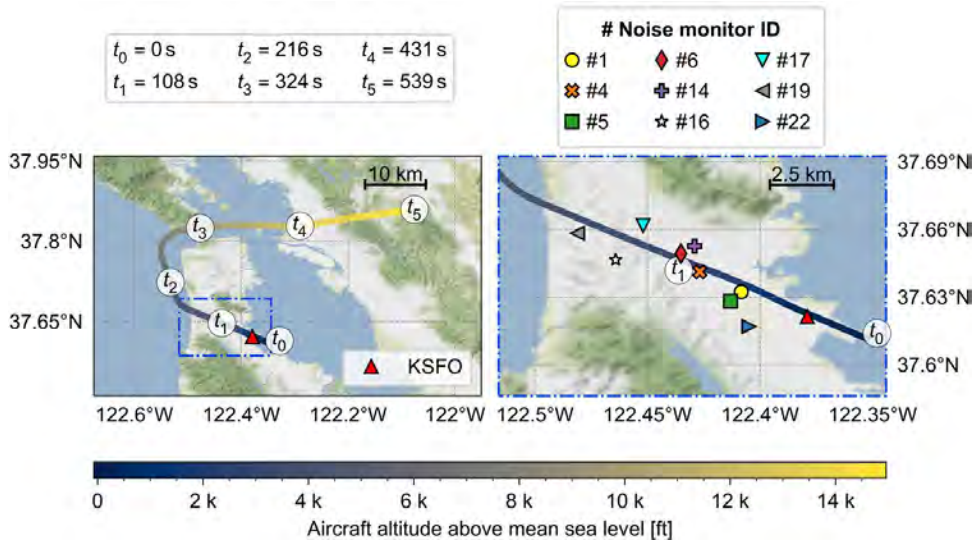 t₀ = 0 s t₂ = 216 s t₄ = 431 s
t₁ = 108 s t₃ = 324 s t₅ = 539 s
# Noise monitor ID
#1 #6 #17
#4 #14 #19
#5 #16 #22
37.95°N
37.8°N
37.65°N
10 km
t₅
t₄
t₃
t₂
t₁
t₀
KSFO
122.6°W 122.4°W 122.2°W 122°W
2.5 km
t₁
t₀
37.69°N
37.66°N
37.63°N
37.6°N
122.5°W 122.45°W 122.4°W 122.35°W
0 2 k 4 k 6 k 8 k 10 k 12 k 14 k
Aircraft altitude above mean sea level [ft]